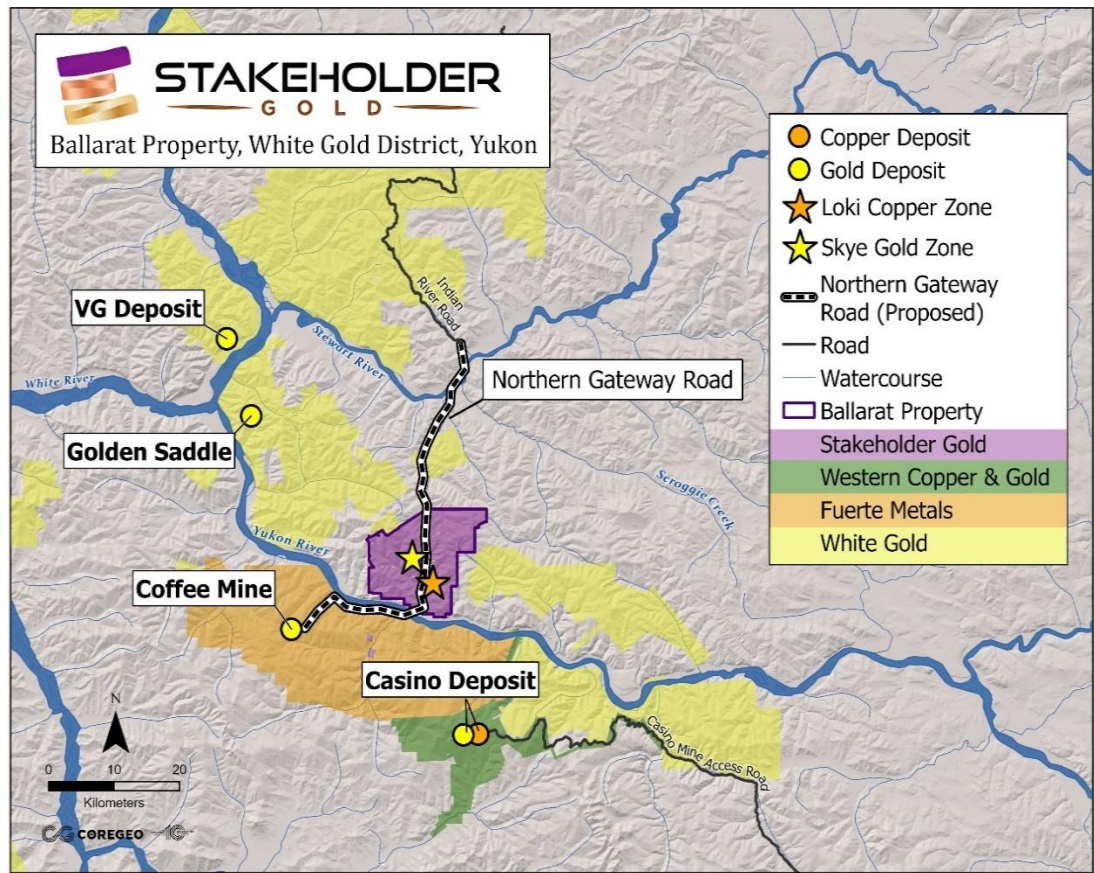 STAKEHOLDER
GOLD
Ballarat Property, White Gold District, Yukon
Copper Deposit
Gold Deposit
Loki Copper Zone
Skye Gold Zone
Northern Gateway
Road (Proposed)
Road
Watercourse
Ballarat Property
Stakeholder Gold
Western Copper & Gold
Fuerte Metals
White Gold
Indian
River Road
VG Deposit
Stewart River
White River
Northern Gateway Road
Golden Saddle
Scroggie Creek
Yukon River
Coffee Mine
Casino Deposit
Casino Mine Access Road
N
0 10 20
Kilometers
COREGEO